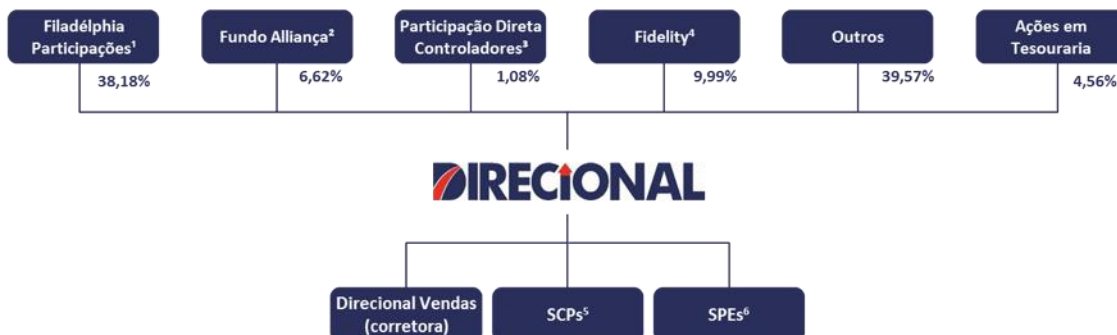 Filadélphia
Participações¹
Fundo Alliança²
Participação Direta
Controladores³
Fidelity⁴
Outros
Ações em
Tesouraria
38,18%
6,62%
1,08%
9,99%
39,57%
4,56%
DIRECIONAL
Direcional Vendas
(corretora)
SCPs⁵
SPEs⁶